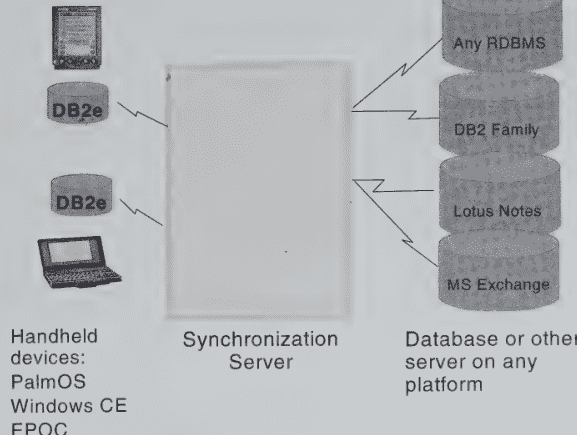 Any RDBMS
DB2e
DB2 Family
DB2e
Lotus Notes
MS Exchange
Handheld
devices:
PalmOS
Windows CE
EPOC
Synchronization
Server
Database or other
server on any
platform